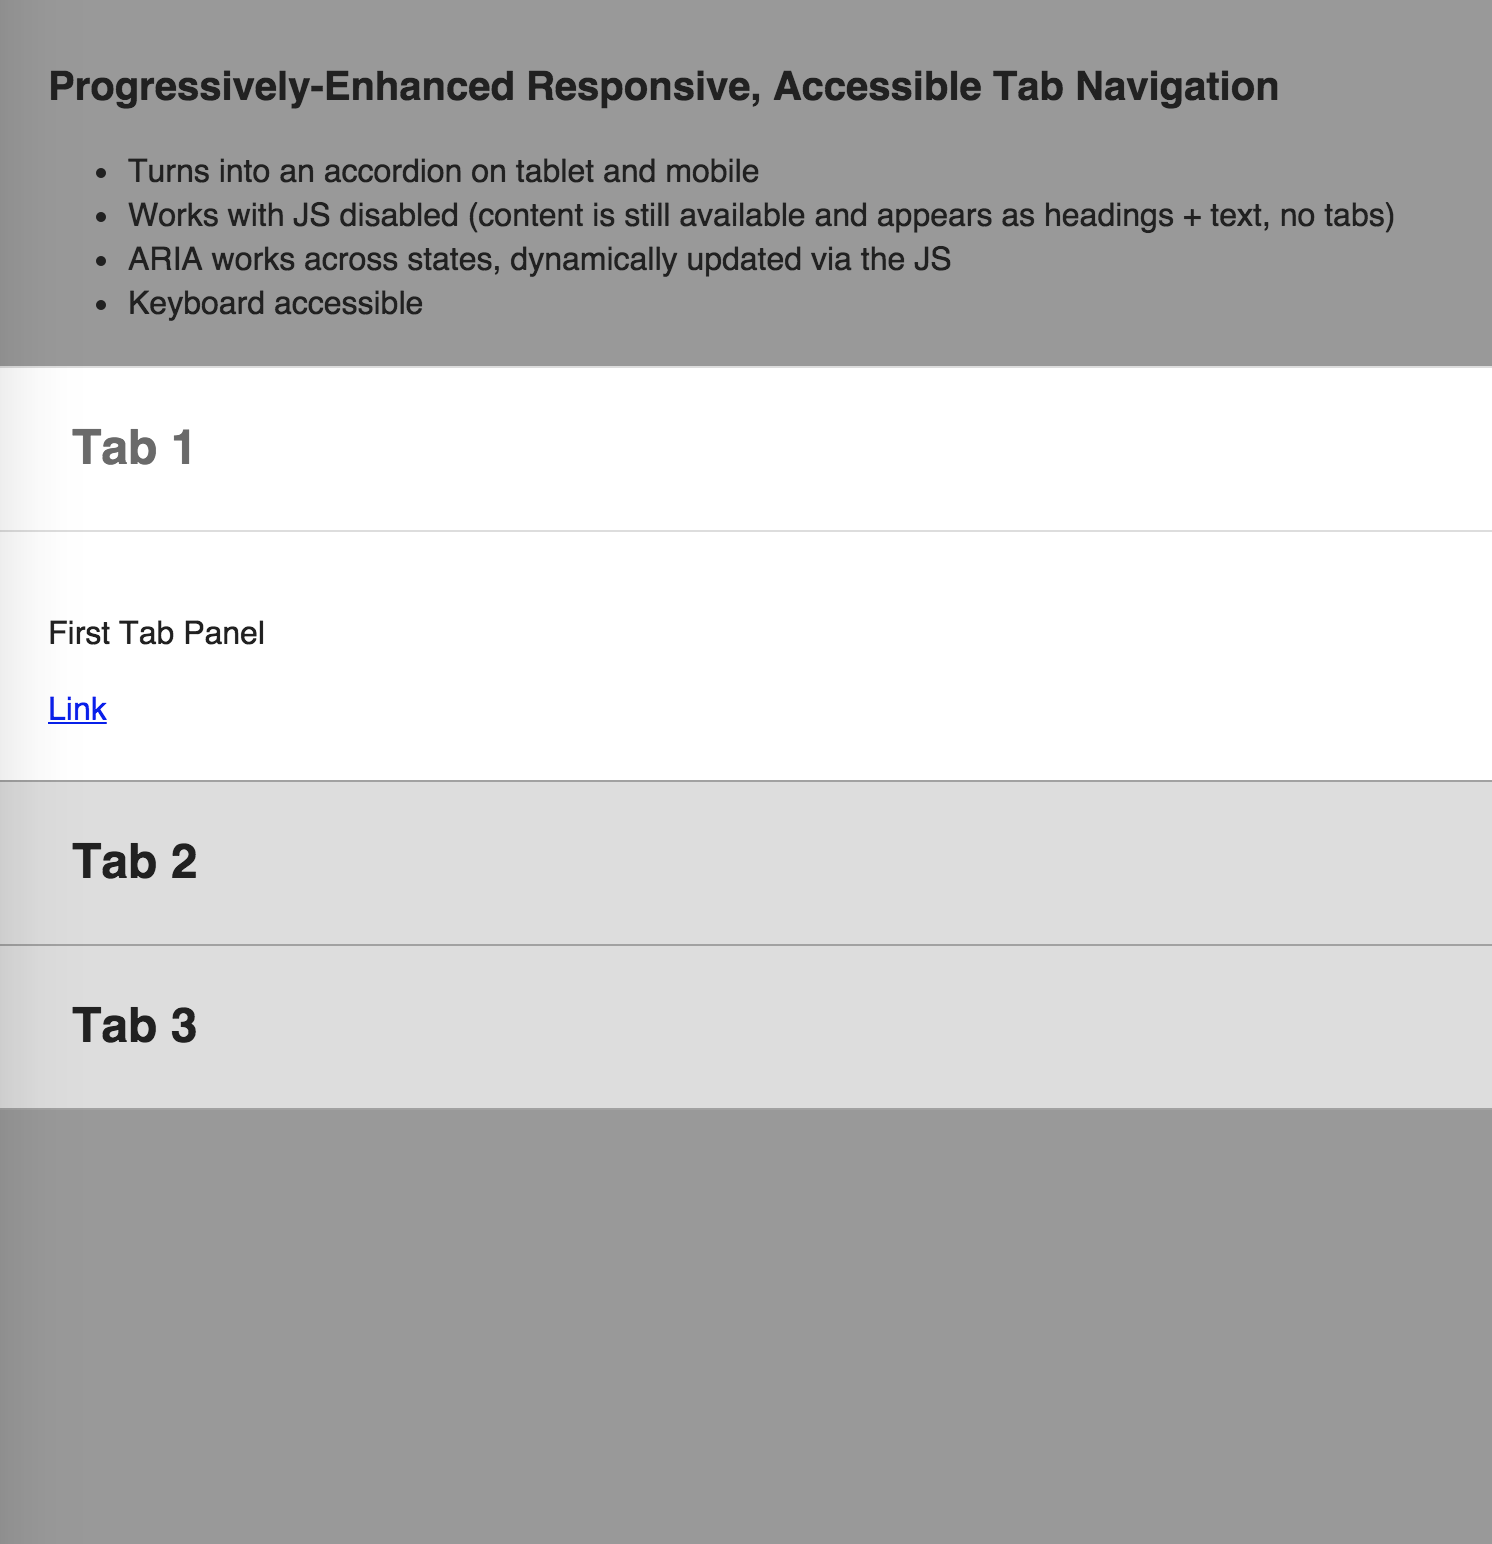 Progressively-Enhanced Responsive, Accessible Tab Navigation
• Turns into an accordion on tablet and mobile
• Works with JS disabled (content is still available and appears as headings + text, no tabs)
• ARIA works across states, dynamically updated via the JS
• Keyboard accessible
Tab 1
First Tab Panel
Link
Tab 2
Tab 3